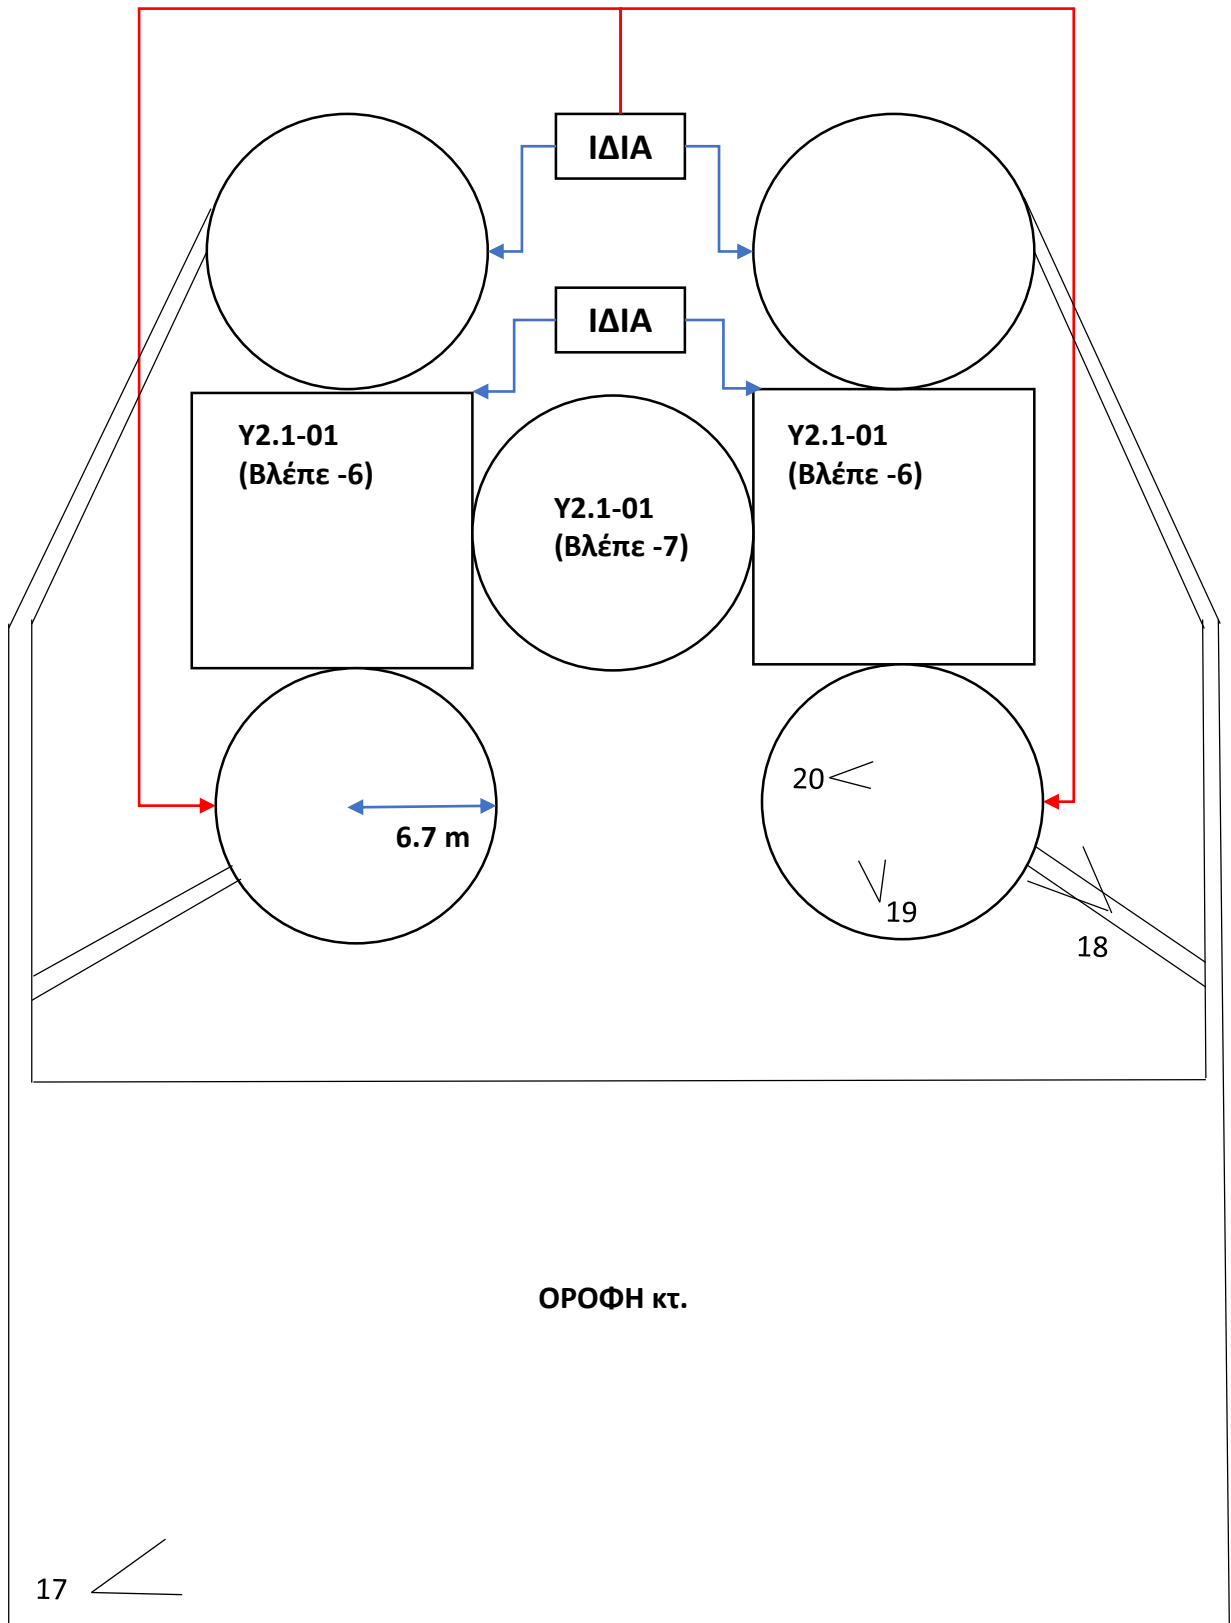 ΙΔΙΑ
ΙΔΙΑ
Υ2.1-01
(Βλέπε -6)
Υ2.1-01
(Βλέπε -7)
Υ2.1-01
(Βλέπε -6)
20
6.7 m
19
18
ΟΡΟΦΗ κτ.
17